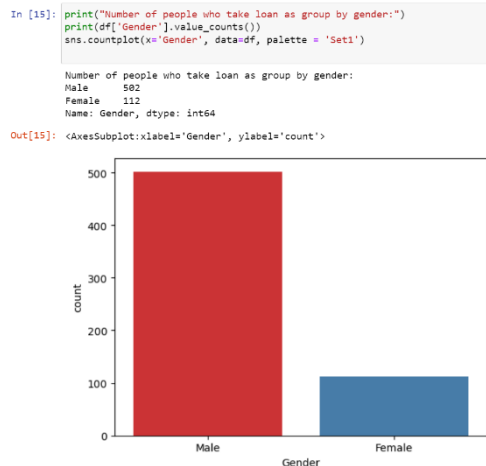 In [15]: print("Number of people who take loan as group by gender:")
print(df['Gender'].value_counts())
sns.countplot(x='Gender', data=df, palette = 'Set1')
Number of people who take loan as group by gender:
Male 502
Female 112
Name: Gender, dtype: int64
Out[15]: <AxesSubplot:xlabel='Gender', ylabel='count'>
500
400
300
200
100
0
count
Male Female
Gender